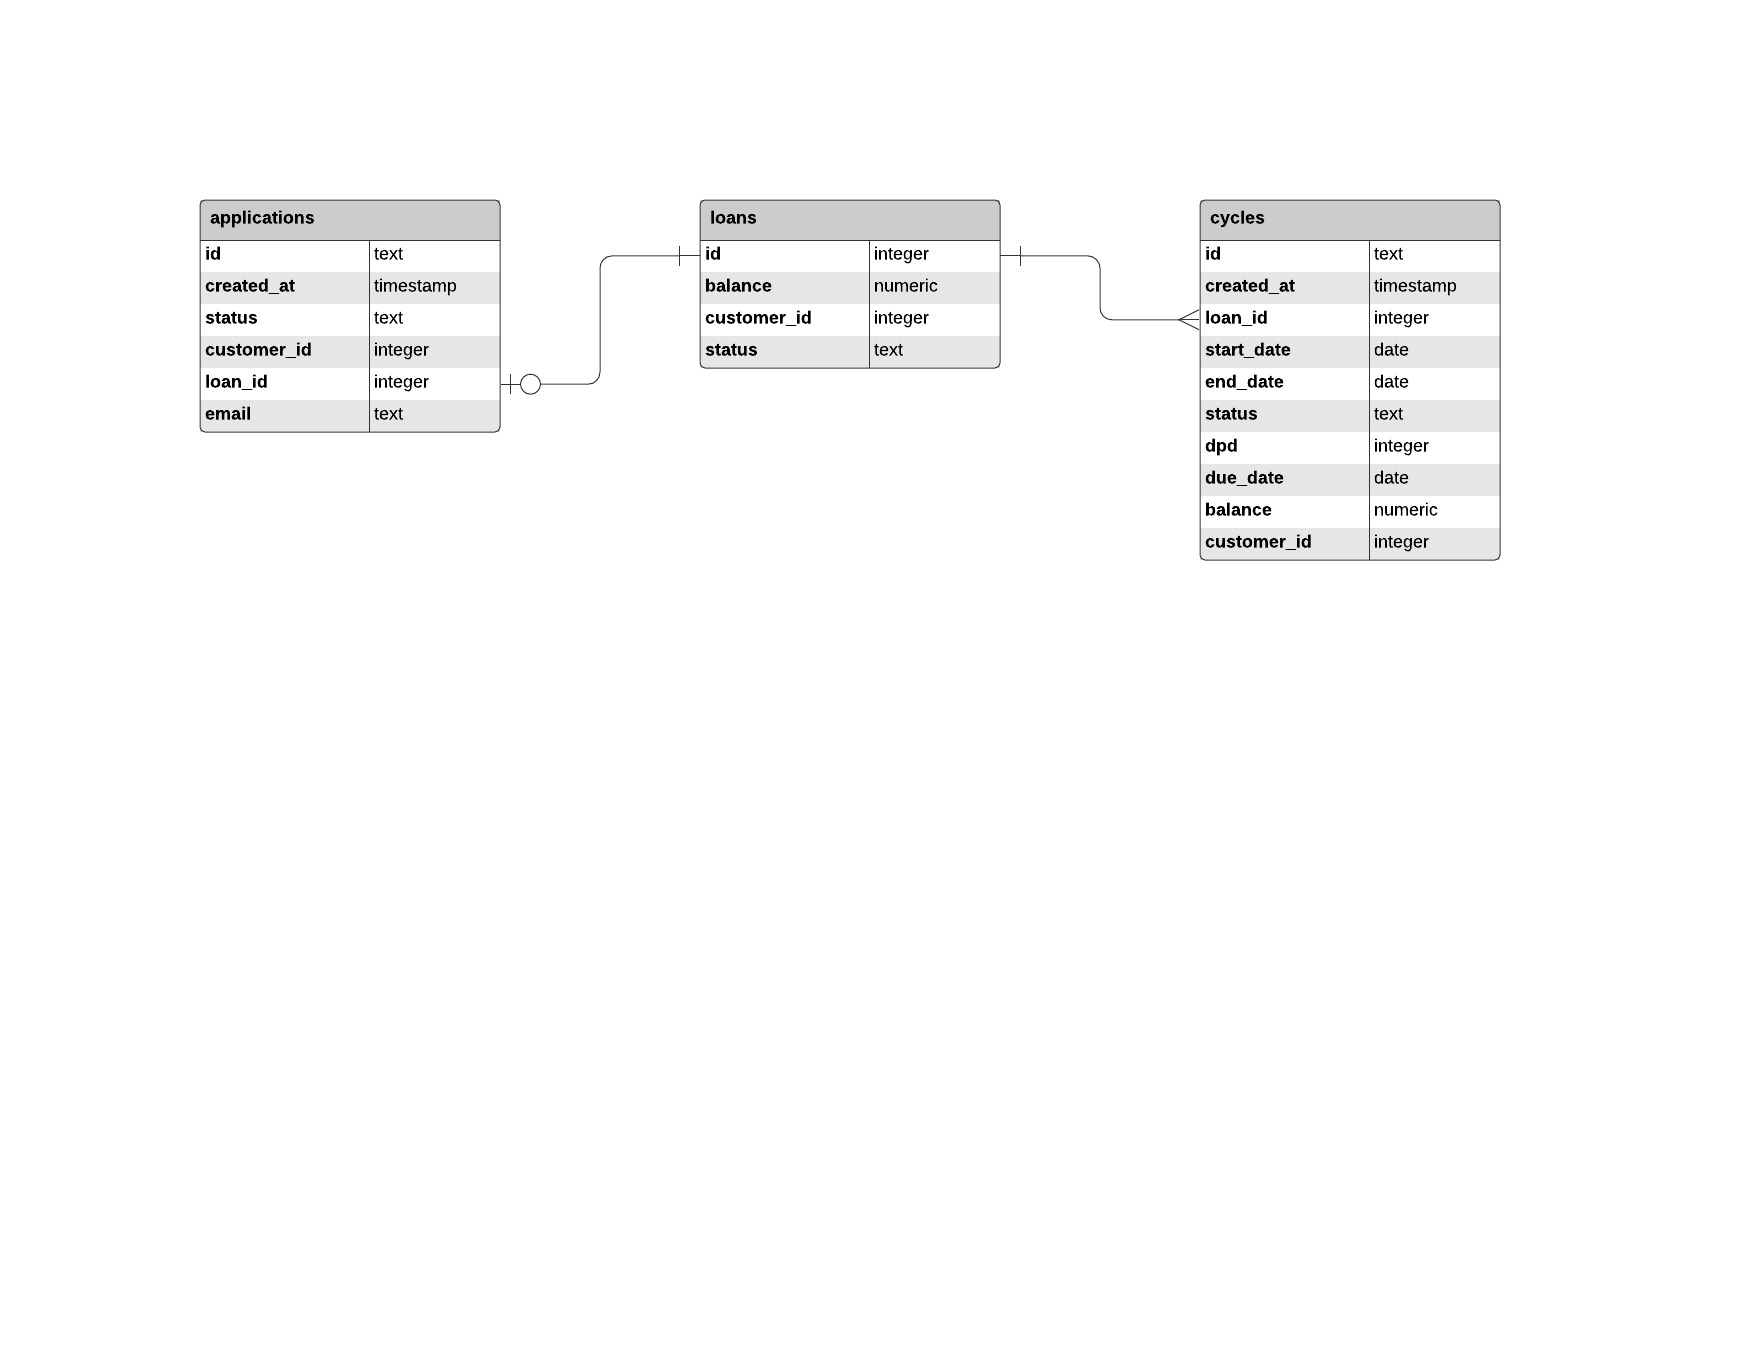 applications
id text
created_at timestamp
status text
customer_id integer
loan_id integer
email text
loans
id integer
balance numeric
customer_id integer
status text
cycles
id text
created_at timestamp
loan_id integer
start_date date
end_date date
status text
dpd integer
due_date date
balance numeric
customer_id integer